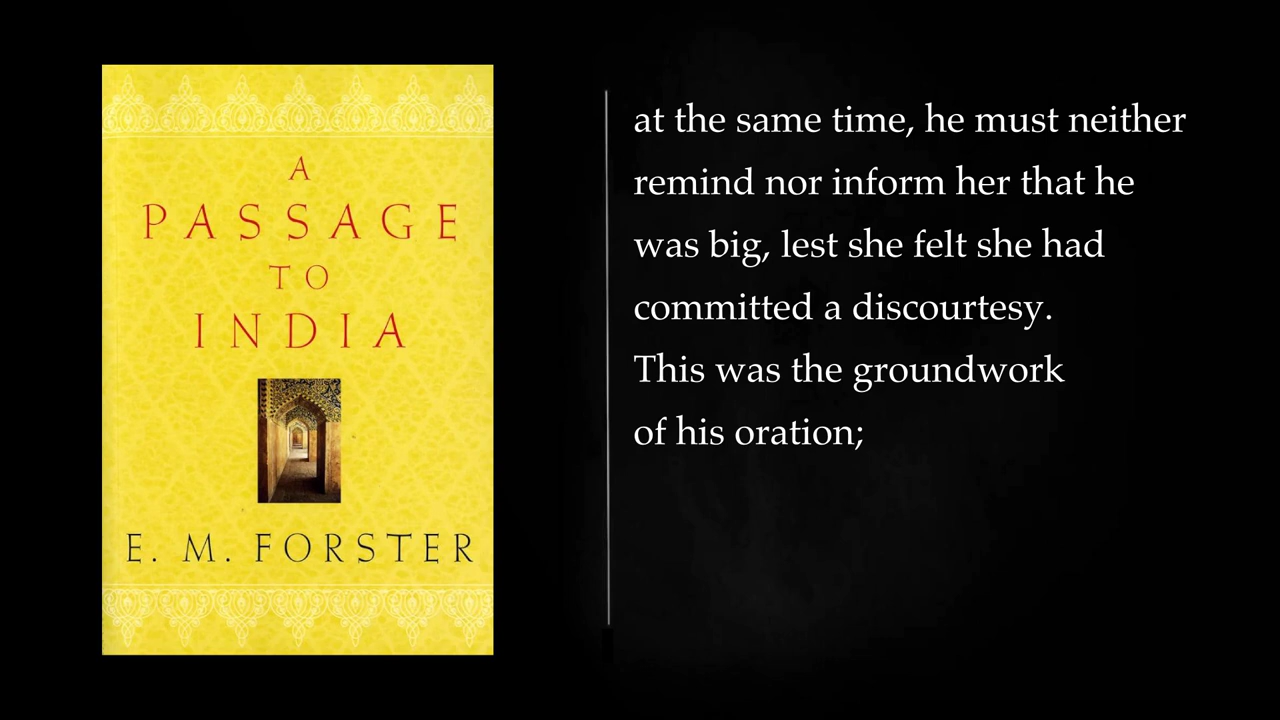 A
PASSAGE
TO
INDIA
E. M. FORSTER
at the same time, he must neither
remind nor inform her that he
was big, lest she felt she had
committed a discourtesy.
This was the groundwork
of his oration;